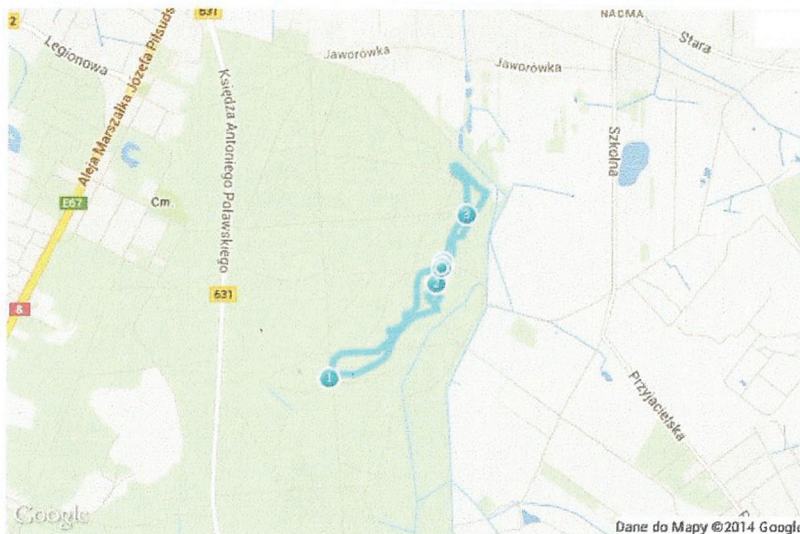 2
631
NADMA
Legionowa
Jaworówka
Jaworówka
Stara
Aleja Marszałka Józefa Piłsuds
Księdza Antoniego Poławskiego
Szkolna
E67
Cm.
3
2
631
8
1
Przyjacielska
Google
Dane do Mapy ©2014 Google